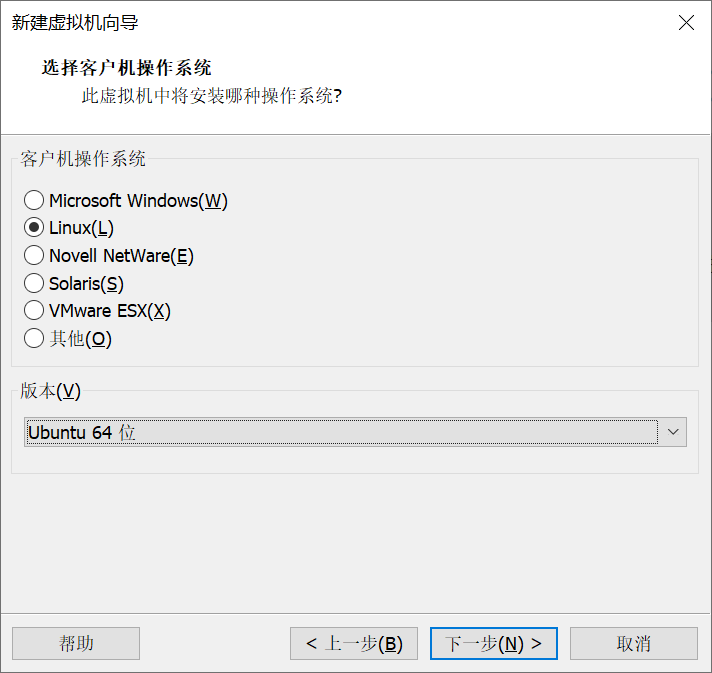 新建虚拟机向导
选择客户机操作系统
此虚拟机中将安装哪种操作系统?
客户机操作系统
Microsoft Windows(W)
Linux(L)
Novell NetWare(E)
Solaris(S)
VMware ESX(X)
其他(O)
版本(V)
Ubuntu 64 位
帮助
< 上一步(B)
下一步(N) >
取消